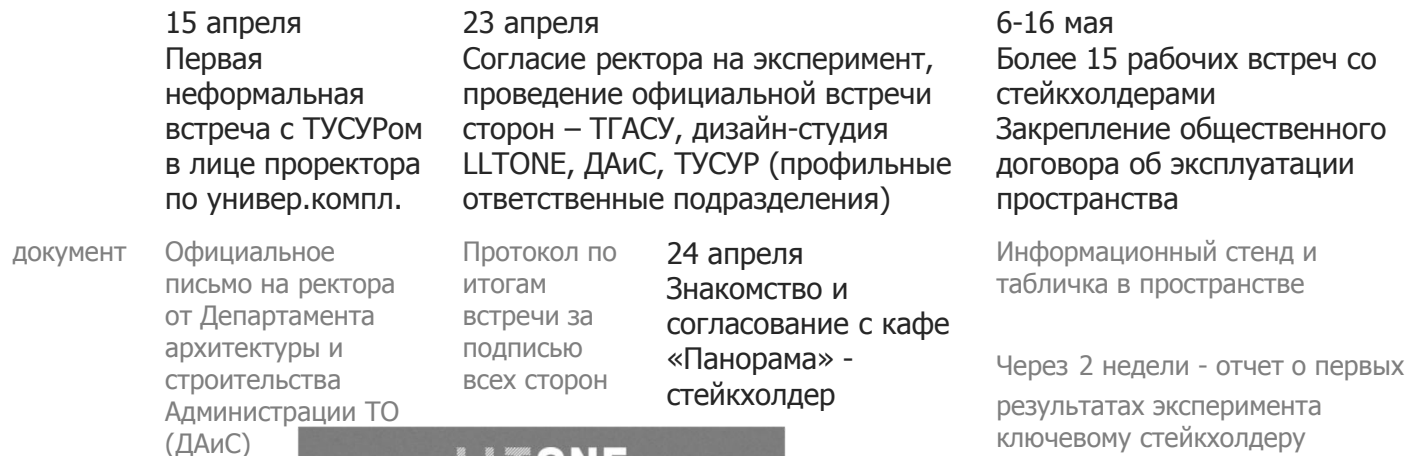 15 апреля
Первая
неформальная
встреча с ТУСУРом
в лице проректора
по универ.компл.
23 апреля
Согласие ректора на эксперимент,
проведение официальной встречи
сторон – ТГАСУ, дизайн-студия
LLTONE, ДАиС, ТУСУР (профильные
ответственные подразделения)
6-16 мая
Более 15 рабочих встреч со
стейкхолдерами
Закрепление общественного
договора об эксплуатации
пространства
документ
Официальное
письмо на ректора
от Департамента
архитектуры и
строительства
Администрации ТО
(ДАиС)
Протокол по
итогам
встречи за
подписью
всех сторон
24 апреля
Знакомство и
согласование с кафе
«Панорама» -
стейкхолдер
Информационный стенд и
табличка в пространстве
Через 2 недели - отчет о первых
результатах эксперимента
ключевому стейкхолдеру
LLTONE